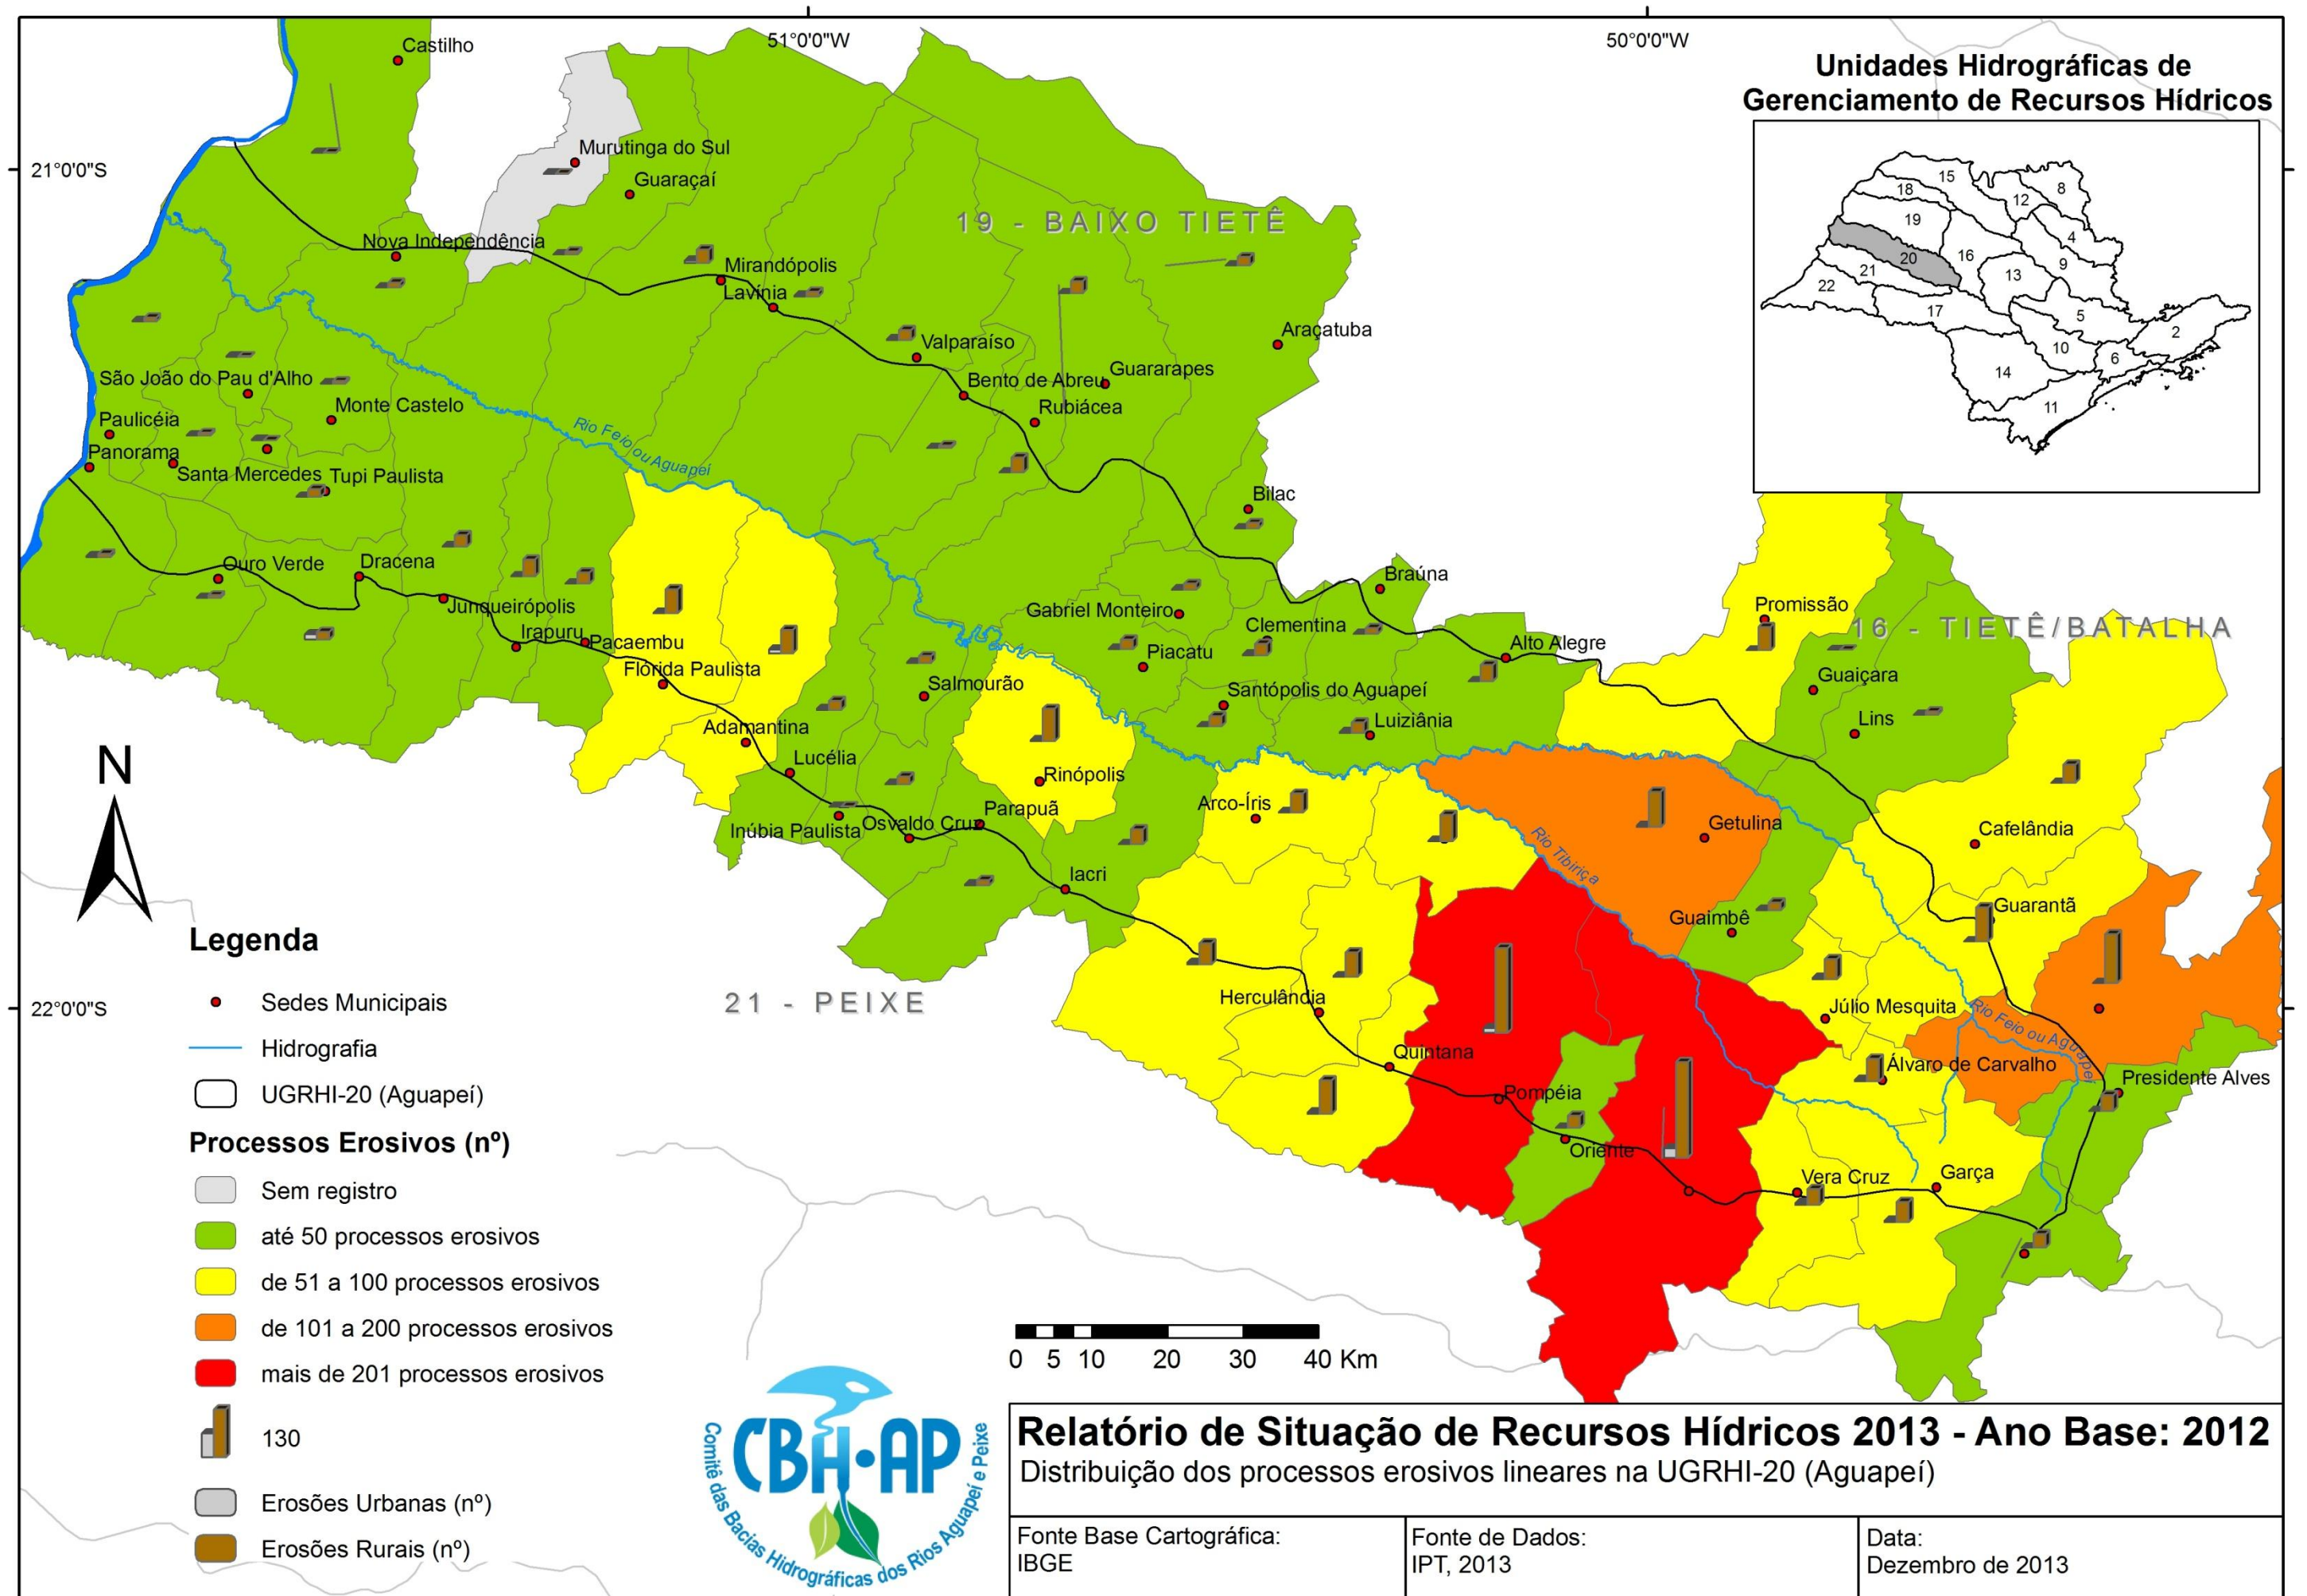 51°0'0"W
50°0'0"W
21°0'0"S
22°0'0"S
Unidades Hidrográficas de
Gerenciamento de Recursos Hídricos
15
18
8
12
19
4
16
9
20
13
21
22
17
5
2
10
6
14
11
Castilho
Murutinga do Sul
Guaraçaí
19 - BAIXO TIETÊ
Nova Independência
Mirandópolis
Lavínia
Araçatuba
Valparaíso
Guararapes
Bento de Abreu
São João do Pau d'Alho
Monte Castelo
Rubiácea
Paulicéia
Rio Feio ou Aguapeí
Panorama
Santa Mercedes
Tupi Paulista
Bilac
Ouro Verde
Dracena
Braúna
Junqueirópolis
Gabriel Monteiro
Promissão
Clementina
16 - TIETÊ/BATALHA
Irapuru
Pacaembu
Alto Alegre
Piacatu
Flórida Paulista
Guaiçara
Salmourão
Santópolis do Aguapeí
Luiziânia
Lins
Adamantina
Lucélia
Rinópolis
Arco-Íris
Parapuã
Inúbia Paulista
Osvaldo Cruz
Getulina
Cafelândia
Rio Tibiriça
Iacri
Guarantã
Guaimbê
21 - PEIXE
Herculândia
Júlio Mesquita
Rio Feio ou Aguapeí
Quintana
Álvaro de Carvalho
Presidente Alves
Pompéia
Oriente
Vera Cruz
Garça
N
Legenda
Sedes Municipais
Hidrografia
UGRHI-20 (Aguapeí)
Processos Erosivos (nº)
Sem registro
até 50 processos erosivos
de 51 a 100 processos erosivos
de 101 a 200 processos erosivos
mais de 201 processos erosivos
130
Erosões Urbanas (nº)
Erosões Rurais (nº)
0 5 10 20 30 40 Km
CBH•AP
Comitê das Bacias Hidrográficas dos Rios Aguapeí e Peixe
Relatório de Situação de Recursos Hídricos 2013 - Ano Base: 2012
Distribuição dos processos erosivos lineares na UGRHI-20 (Aguapeí)
Fonte Base Cartográfica:
IBGE
Fonte de Dados:
IPT, 2013
Data:
Dezembro de 2013